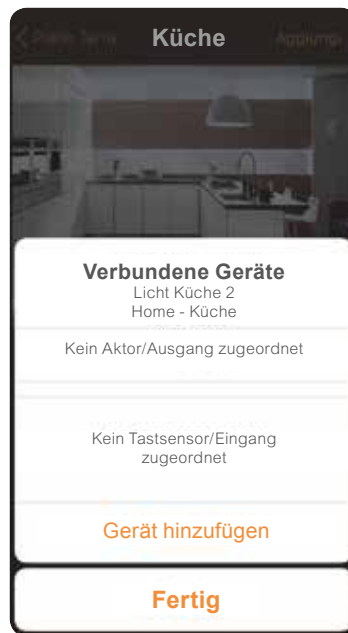 Küche
Verbundene Geräte
Licht Küche 2
Home - Küche
Kein Aktor/Ausgang zugeordnet
Kein Tastsensor/Eingang
zugeordnet
Gerät hinzufügen
Fertig